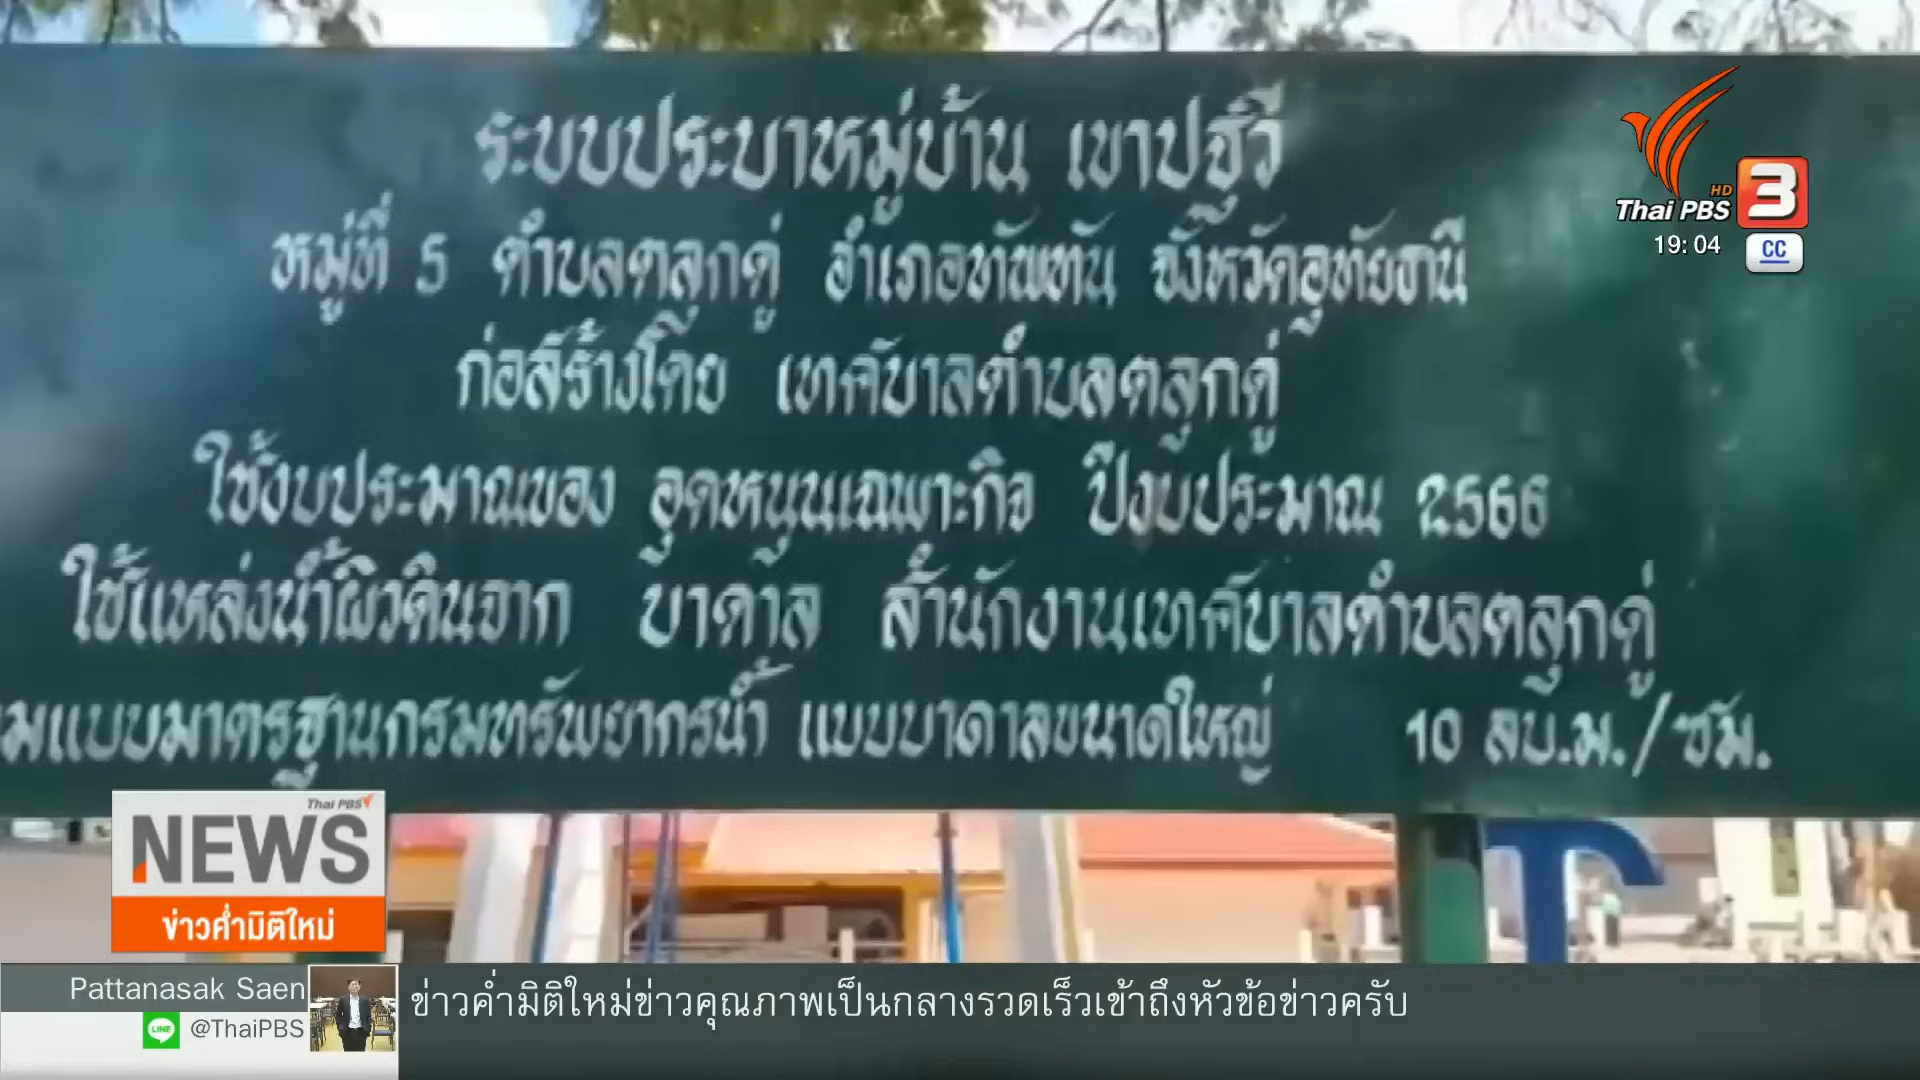 ระบบประปาหมู่บ้าน เขาปฐวี
หมู่ที่ 5 ตำบลตลุกดู่ อำเภอทัพทัน จังหวัดอุทัยธานี
ก่อสร้างโดย เทศบาลตำบลตลุกดู่
ใช้งบประมาณของ อุดหนุนเฉพาะกิจ ปีงบประมาณ 2566
ใช้แหล่งน้ำผิวดินจาก บาดาล สำนักงานเทศบาลตำบลตลุกดู่
แบบมาตรฐานกรมทรัพยากรน้ำ แบบบาดาลขนาดใหญ่ 10 ลบ.ม./ชม.
HD
Thai PBS 3
19:04 CC
Thai PBS
NEWS
ข่าวค่ำมิติใหม่
Pattanasak Saen
LINE @ThaiPBS
ข่าวค่ำมิติใหม่ข่าวคุณภาพเป็นกลางรวดเร็วเข้าถึงหัวข้อข่าวครับ